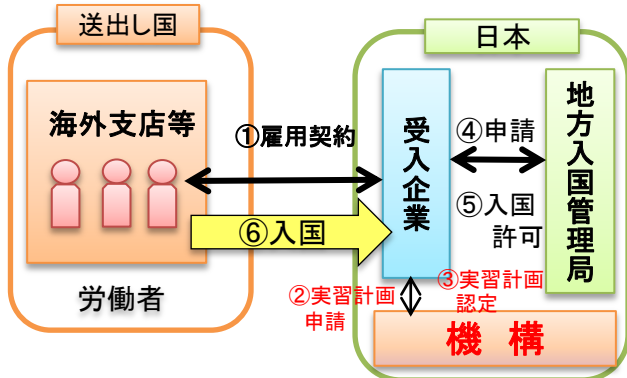 送出し国
日本
海外支店等
①雇用契約
受入企業
④申請
⑤入国
許可
地方入国管理局
⑥入国
労働者
②実習計画
申請
③実習計画
認定
機 構